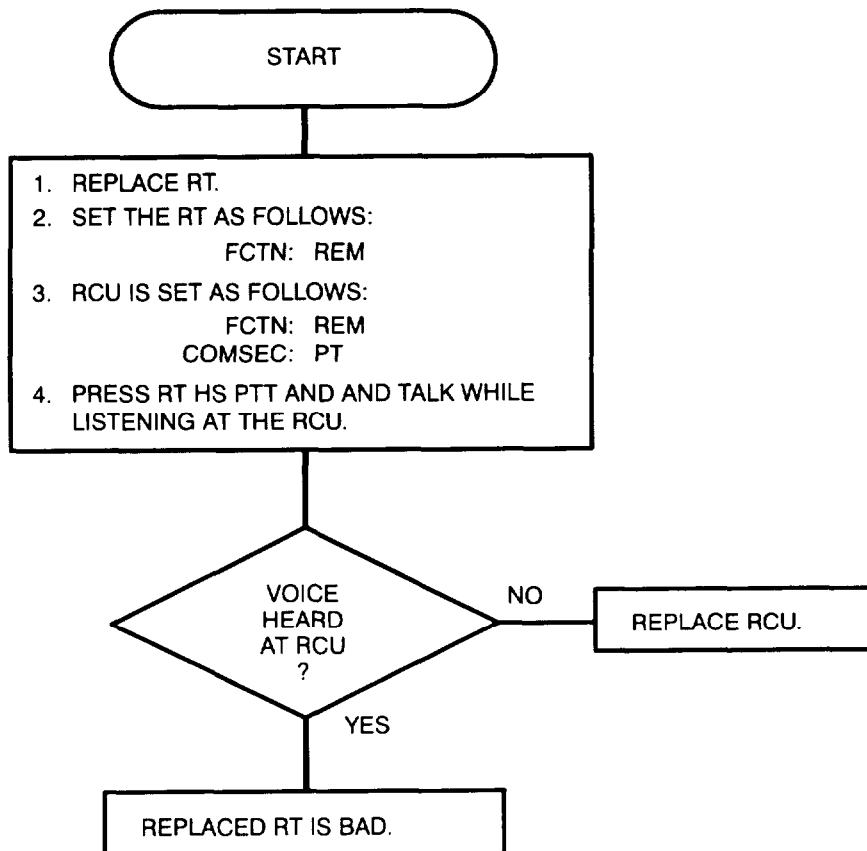 START
1. REPLACE RT.
2. SET THE RT AS FOLLOWS:
FCTN: REM
3. RCU IS SET AS FOLLOWS:
FCTN: REM
COMSEC: PT
4. PRESS RT HS PTT AND AND TALK WHILE
LISTENING AT THE RCU.
VOICE
HEARD
AT RCU
?
NO
REPLACE RCU.
YES
REPLACED RT IS BAD.